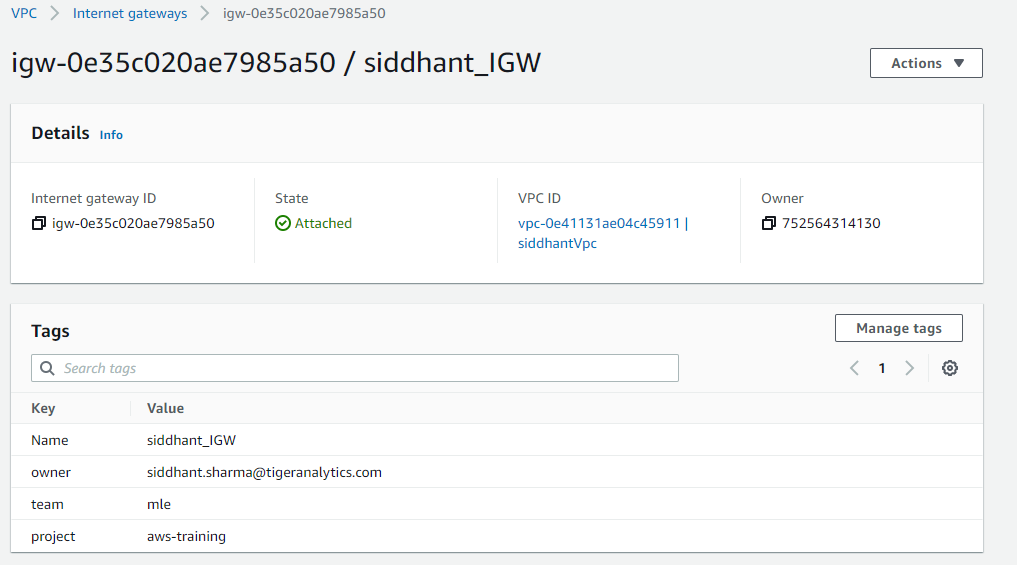 VPC > Internet gateways > igw-0e35c020ae7985a50
igw-0e35c020ae7985a50 / siddhant_IGW
Actions ▼
Details Info
Internet gateway ID
igw-0e35c020ae7985a50
State
Attached
VPC ID
vpc-0e41131ae04c45911 |
siddhantVpc
Owner
752564314130
Tags
Manage tags
Search tags
1
Key Value
Name siddhant_IGW
owner siddhant.sharma@tigeranalytics.com
team mle
project aws-training